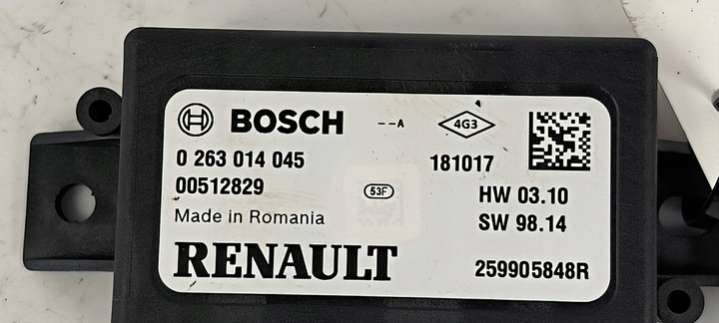 BOSCH --A 4G3
0 263 014 045 181017
00512829 53F HW 03.10
Made in Romania SW 98.14
RENAULT 259905848R